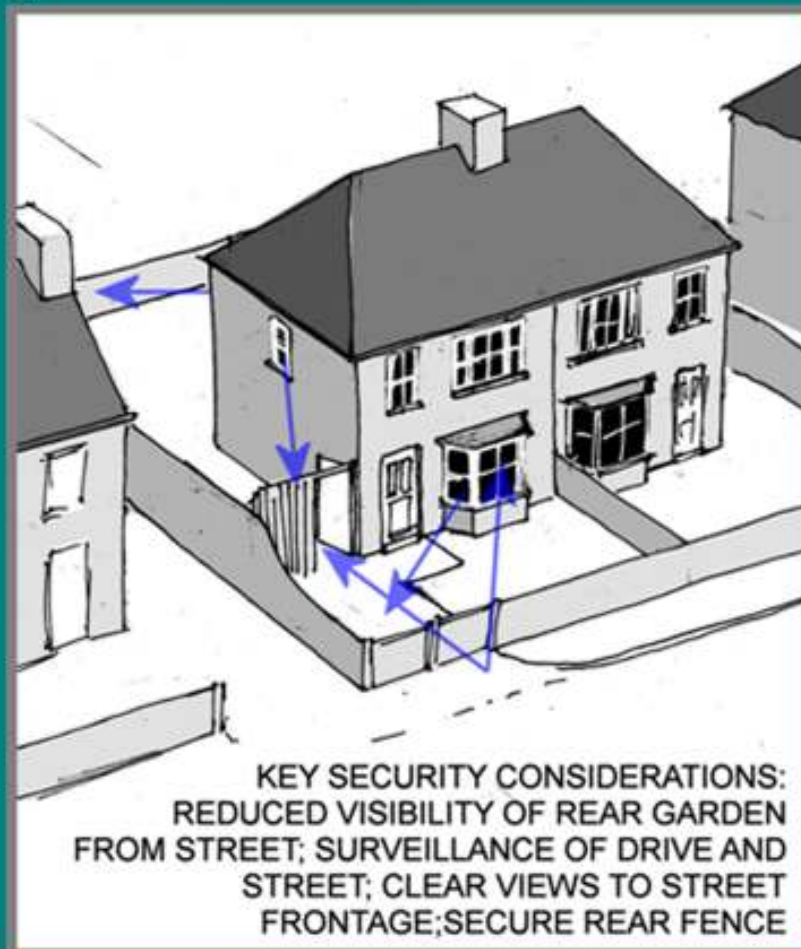 KEY SECURITY CONSIDERATIONS:
REDUCED VISIBILITY OF REAR GARDEN
FROM STREET; SURVEILLANCE OF DRIVE AND
STREET; CLEAR VIEWS TO STREET
FRONTAGE;SECURE REAR FENCE